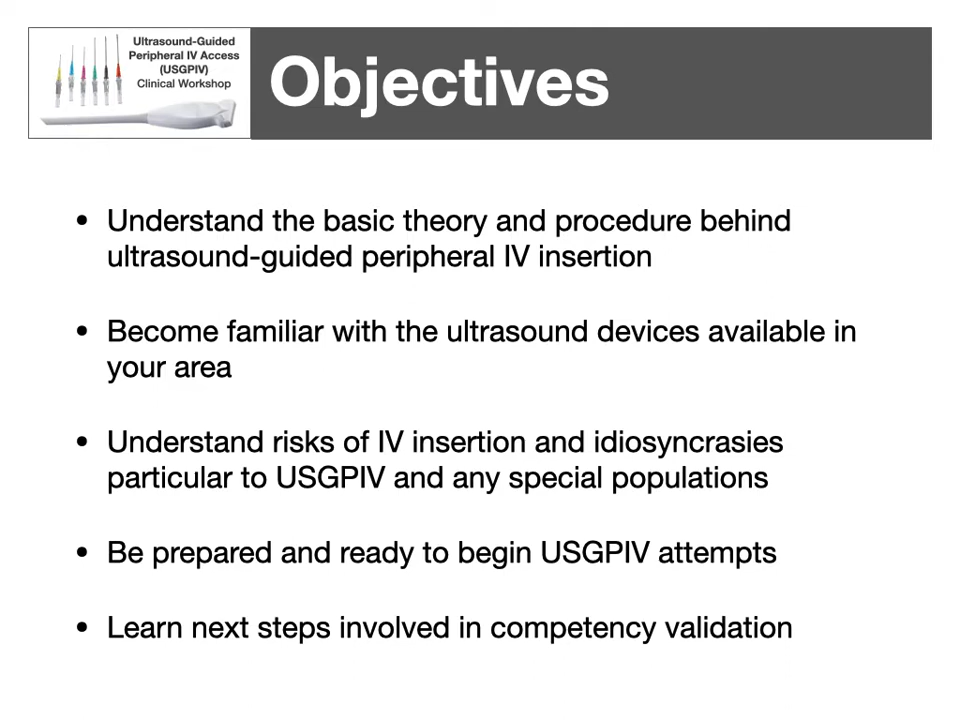 Ultrasound-Guided
Peripheral IV Access
(USGPIV)
Clinical Workshop
Objectives
• Understand the basic theory and procedure behind
ultrasound-guided peripheral IV insertion
• Become familiar with the ultrasound devices available in
your area
• Understand risks of IV insertion and idiosyncrasies
particular to USGPIV and any special populations
• Be prepared and ready to begin USGPIV attempts
• Learn next steps involved in competency validation